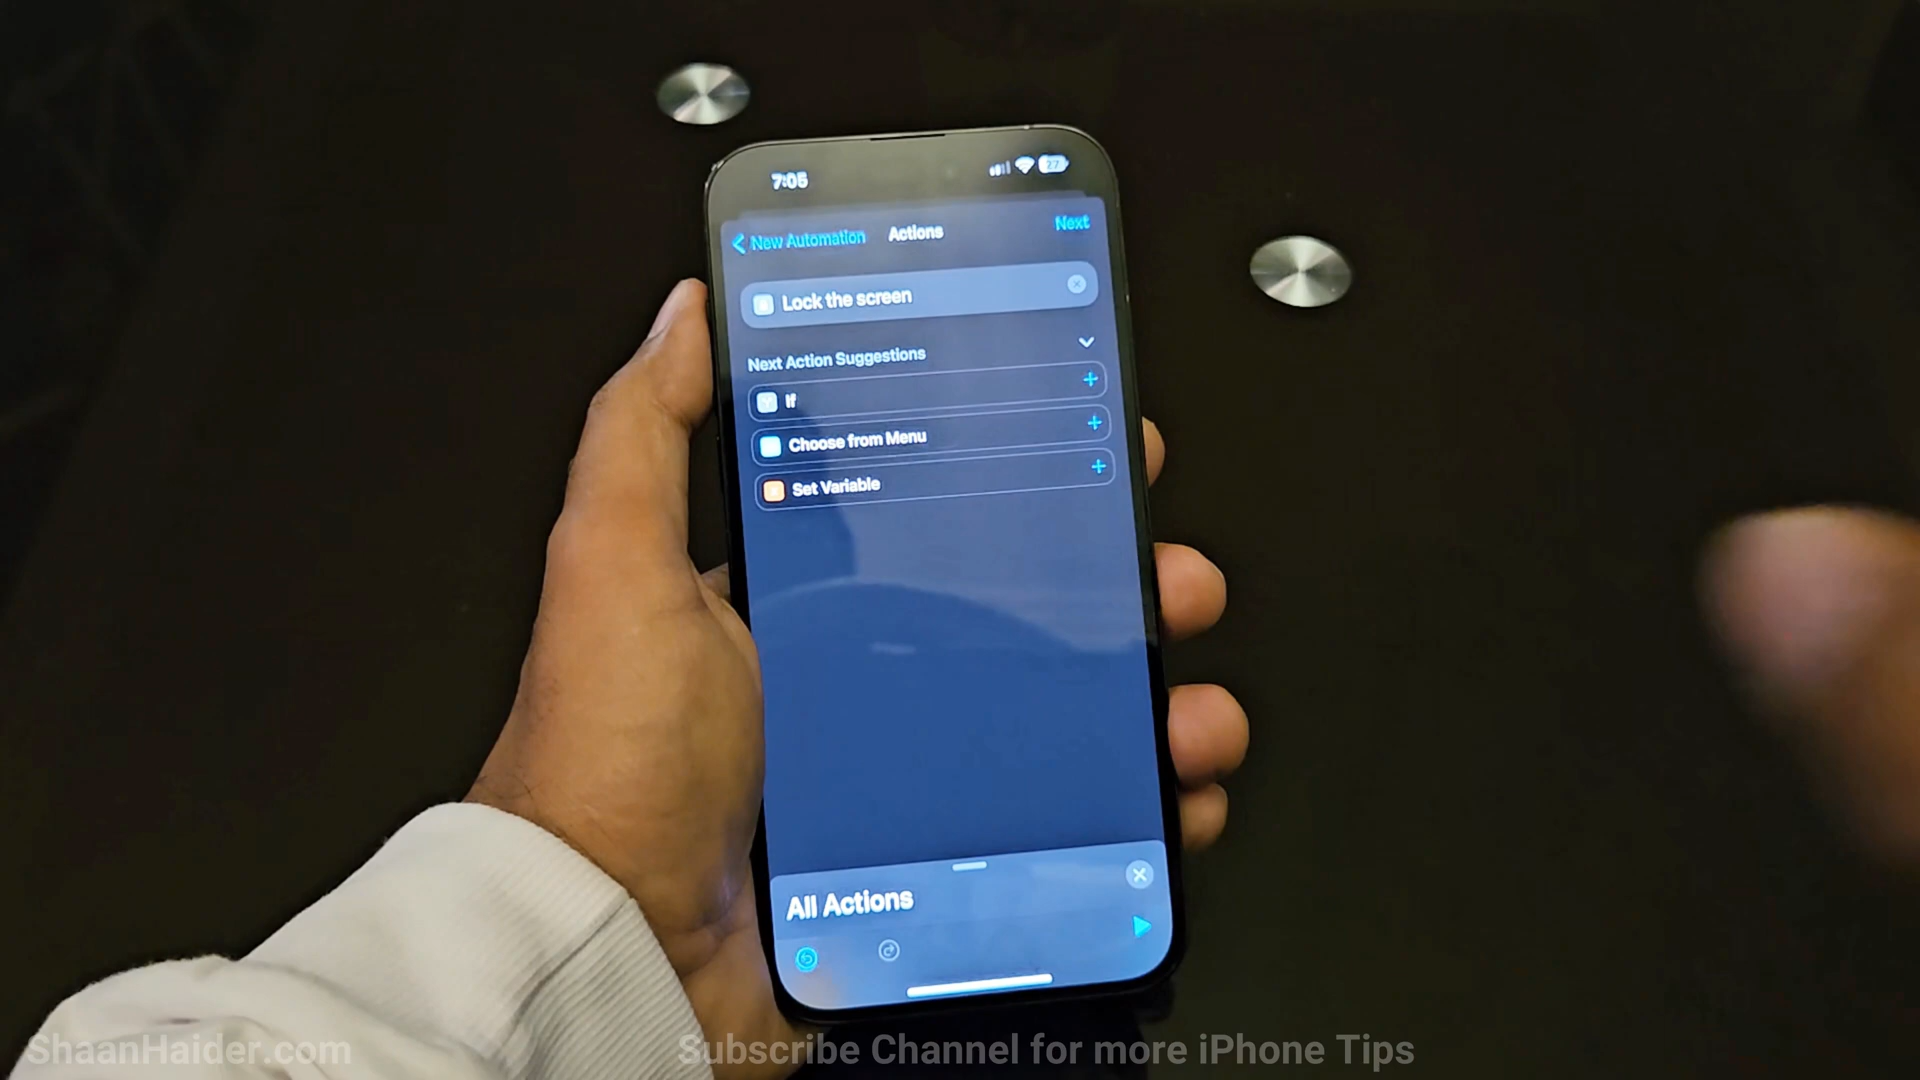 7:05
27
New Automation Actions Next
Lock the screen
Next Action Suggestions
If
Choose from Menu
Set Variable
All Actions
ShaanHaider.com
Subscribe Channel for more iPhone Tips